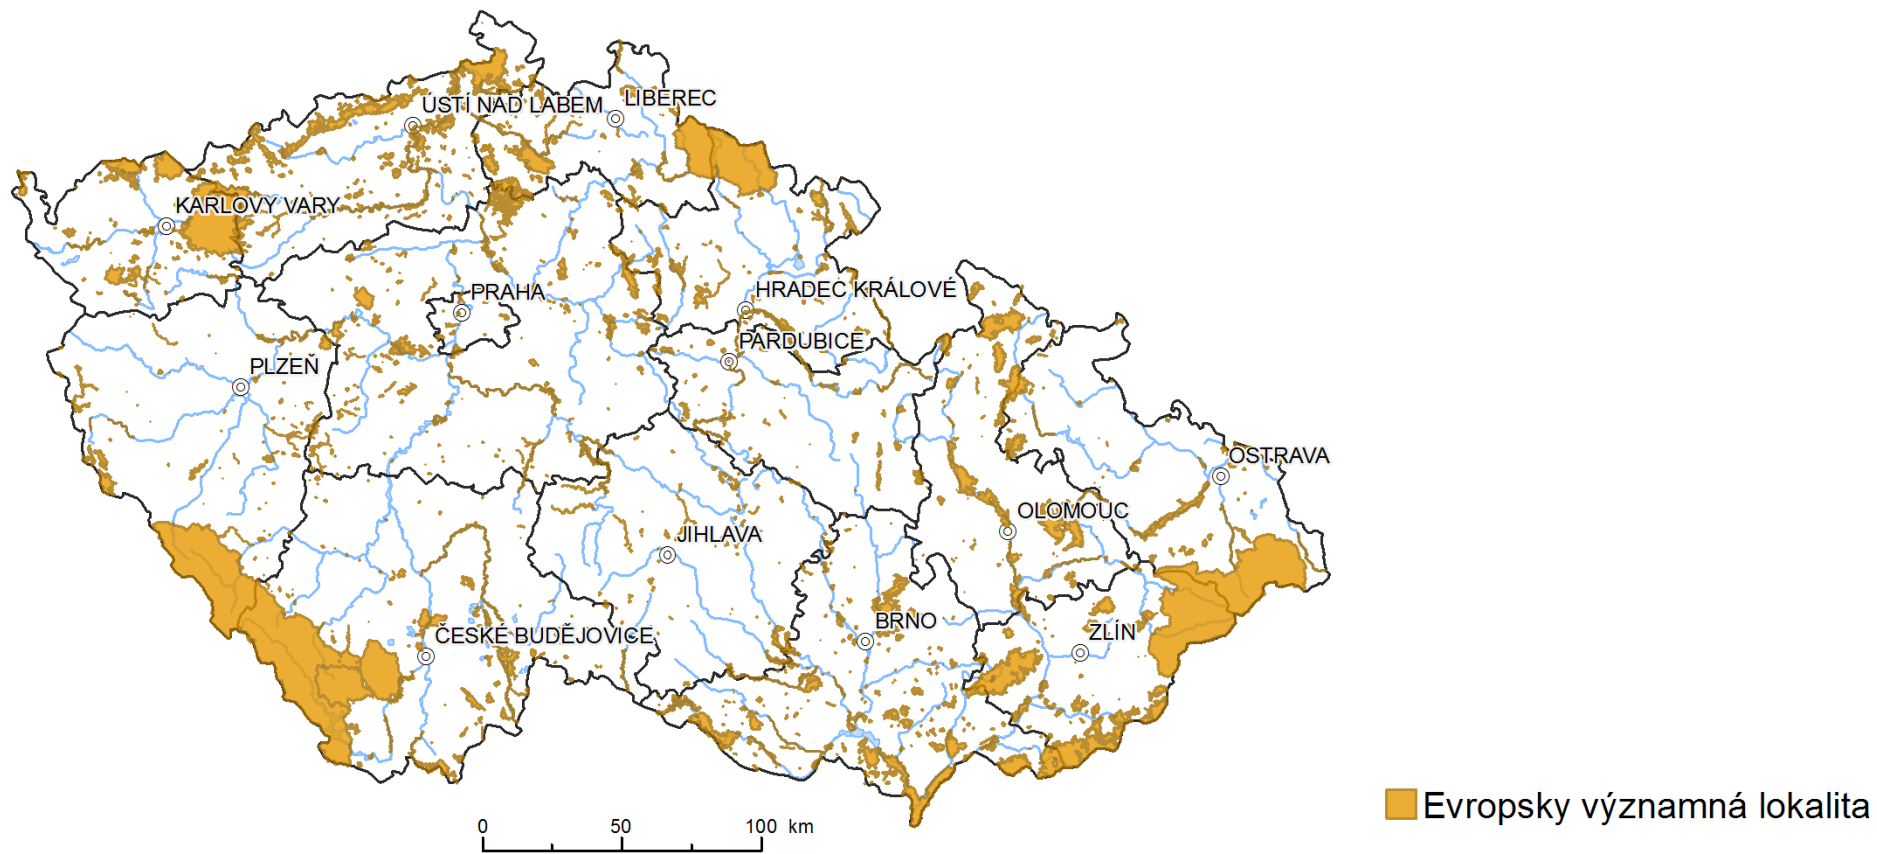 ÚSTÍ NAD LABEM
LIBEREC
KARLOVY VARY
PRAHA
HRADEC KRÁLOVÉ
PARDUBICE
PLZEŇ
OSTRAVA
OLOMOUC
JIHLAVA
BRNO
ZLÍN
ČESKÉ BUDĚJOVICE
Evropsky významná lokalita
0 50 100 km